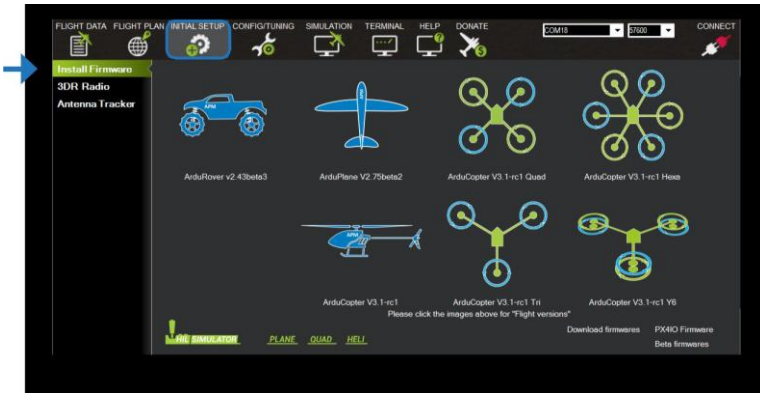 FLIGHT DATA FLIGHT PLAN INITIAL SETUP CONFIG/TUNING SIMULATION TERMINAL HELP DONATE COM18 57600 CONNECT
Install Firmware
3DR Radio
Antenna Tracker
APM
ArduRover v2.43beta3 ArduPlane V2.75beta2 ArduCopter V3.1-rc1 Quad ArduCopter V3.1-rc1 Hexa
APM
ArduCopter V3.1-rc1 ArduCopter V3.1-rc1 Tri ArduCopter V3.1-rc1 Y6
Please click the images above for "Flight versions"
Download firmwares PX4IO Firmware
HIL SIMULATOR PLANE QUAD HELI
Beta firmwares